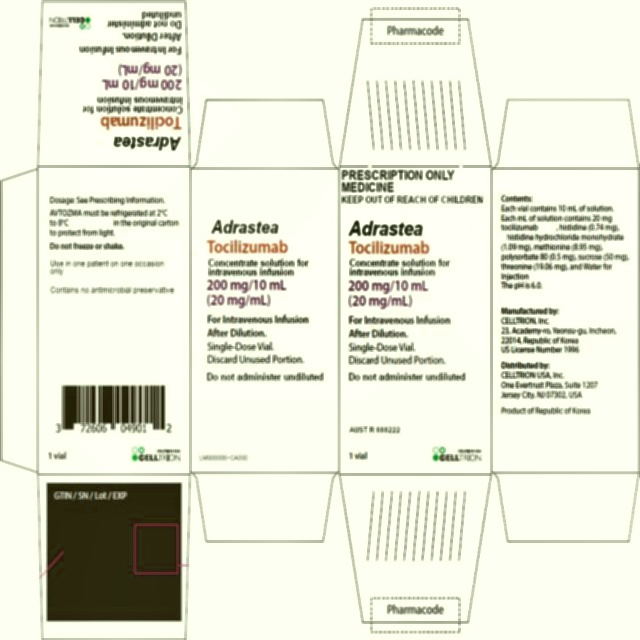 Pharmacode
Adrastea
Tocilizumab
Concentrate solution for
intravenous infusion
200 mg/10 mL
(20 mg/mL)
For Intravenous Infusion
After Dilution.
Do not administer
undiluted
CELLTRION
Dosage: See Prescribing Information.
AVTOZMA must be refrigerated at 2°C
to 8°C in the original carton
to protect from light.
Do not freeze or shake.
Use in one patient on one occasion
only
Contains no antimicrobial preservative
3 72606 04901 2
1 vial
CELLTRION
GTIN / SN / Lot / EXP
Adrastea
Tocilizumab
Concentrate solution for
intravenous infusion
200 mg/10 mL
(20 mg/mL)
For Intravenous Infusion
After Dilution.
Single-Dose Vial.
Discard Unused Portion.
Do not administer undiluted
PRESCRIPTION ONLY
MEDICINE
KEEP OUT OF REACH OF CHILDREN
Adrastea
Tocilizumab
Concentrate solution for
intravenous infusion
200 mg/10 mL
(20 mg/mL)
For Intravenous Infusion
After Dilution.
Single-Dose Vial.
Discard Unused Portion.
Do not administer undiluted
AUST R
1 vial
CELLTRION
Contents:
Each vial contains 10 mL of solution.
Each mL of solution contains 20 mg
tocilizumab , histidine (0.74 mg),
histidine hydrochloride monohydrate
(1.09 mg), methionine (8.95 mg),
polysorbate 80 (0.5 mg), sucrose (50 mg),
threonine (19.06 mg), and Water for
Injection
The pH is 6.0.
Manufactured by:
CELLTRION, Inc.
23, Academy-ro, Yeonsu-gu, Incheon,
22014, Republic of Korea
US License Number 1996
Distributed by:
CELLTRION USA, Inc.
One Evertrust Plaza, Suite 1207
Jersey City, NJ 07302, USA
Product of Republic of Korea
Pharmacode